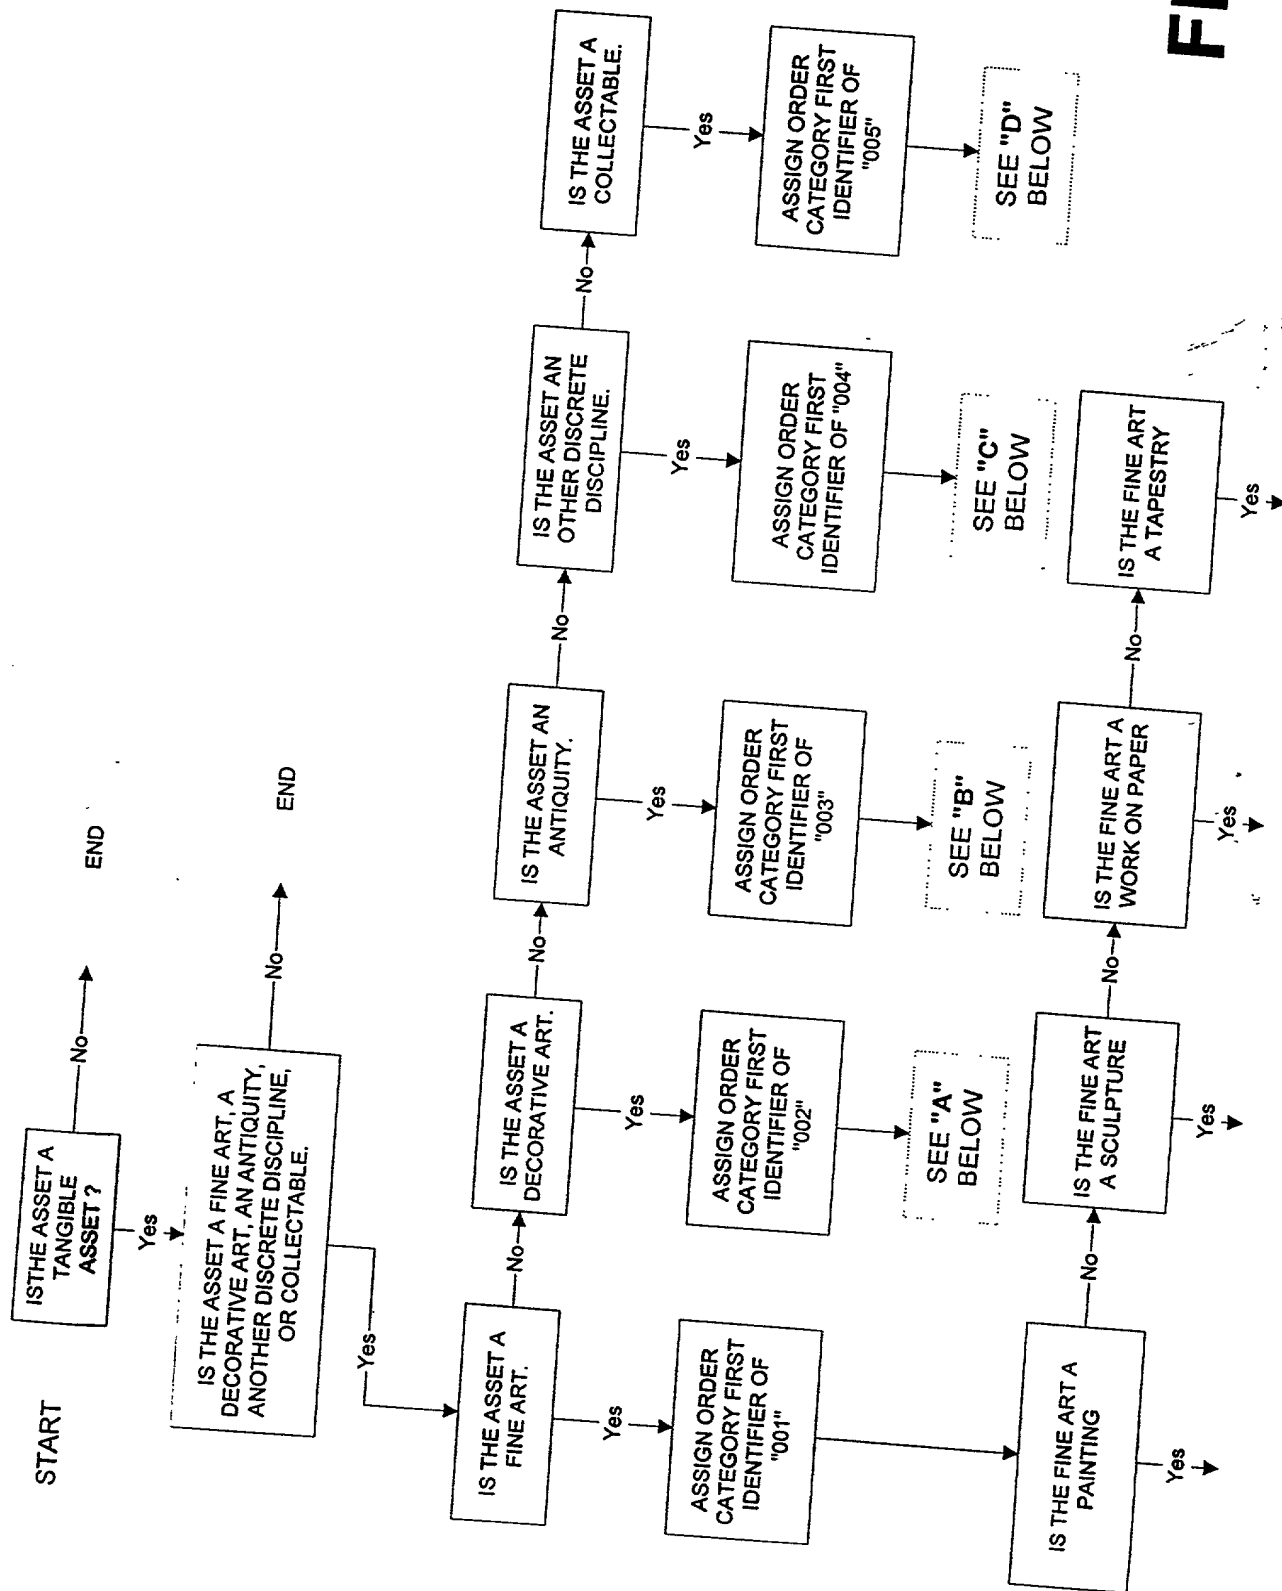 START
ISTHE ASSET A
TANGIBLE
ASSET ?
No
END
Yes
IS THE ASSET A FINE ART, A
DECORATIVE ART, AN ANTIQUITY,
ANOTHER DISCRETE DISCIPLINE,
OR COLLECTABLE.
No
END
Yes
IS THE ASSET A
FINE ART.
No
IS THE ASSET A
DECORATIVE ART.
No
IS THE ASSET AN
ANTIQUITY.
No
IS THE ASSET AN
OTHER DISCRETE
DISCIPLINE.
No
IS THE ASSET A
COLLECTABLE.
Yes
Yes
Yes
Yes
Yes
ASSIGN ORDER
CATEGORY FIRST
IDENTIFIER OF
"001"
ASSIGN ORDER
CATEGORY FIRST
IDENTIFIER OF
"002"
ASSIGN ORDER
CATEGORY FIRST
IDENTIFIER OF
"003"
ASSIGN ORDER
CATEGORY FIRST
IDENTIFIER OF "004"
ASSIGN ORDER
CATEGORY FIRST
IDENTIFIER OF
"005"
SEE "A"
BELOW
SEE "B"
BELOW
SEE "C"
BELOW
SEE "D"
BELOW
IS THE FINE ART A
PAINTING
No
IS THE FINE ART
A SCULPTURE
No
IS THE FINE ART A
WORK ON PAPER
No
IS THE FINE ART
A TAPESTRY
Yes
Yes
Yes
Yes